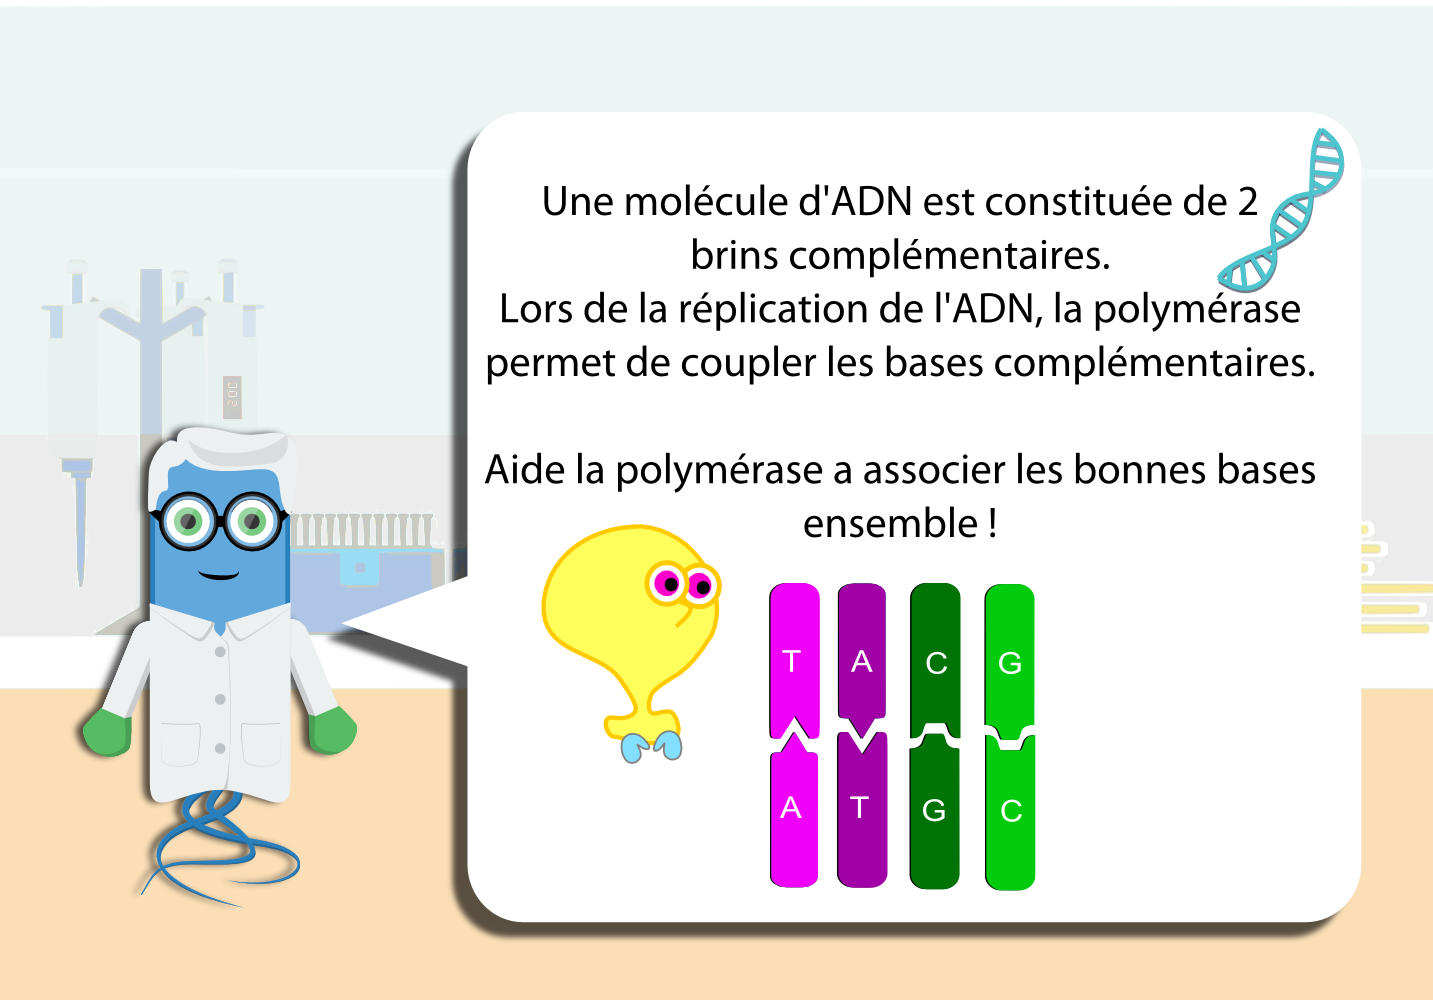 Une molécule d'ADN est constituée de 2
brins complémentaires.
Lors de la réplication de l'ADN, la polymérase
permet de coupler les bases complémentaires.
Aide la polymérase a associer les bonnes bases
ensemble !
T A C G
A T G C